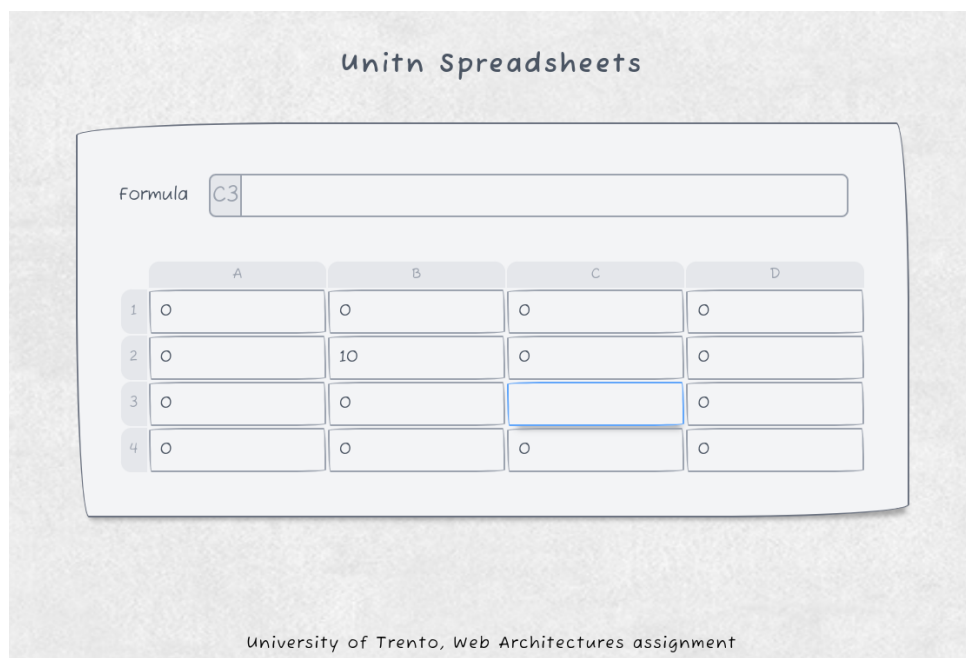 Unitn Spreadsheets
Formula C3
A B C D
1 0 0 0 0
2 0 10 0 0
3 0 0 0
4 0 0 0 0
University of Trento, Web Architectures assignment